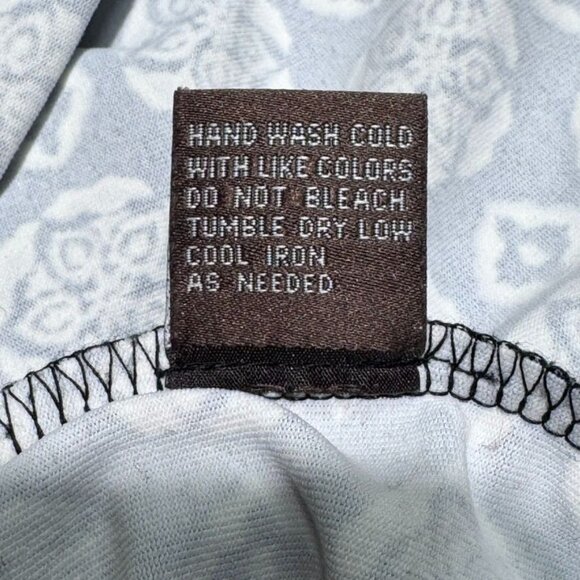 HAND WASH COLD
WITH LIKE COLORS
DO NOT BLEACH
TUMBLE DRY LOW
COOL IRON
AS NEEDED